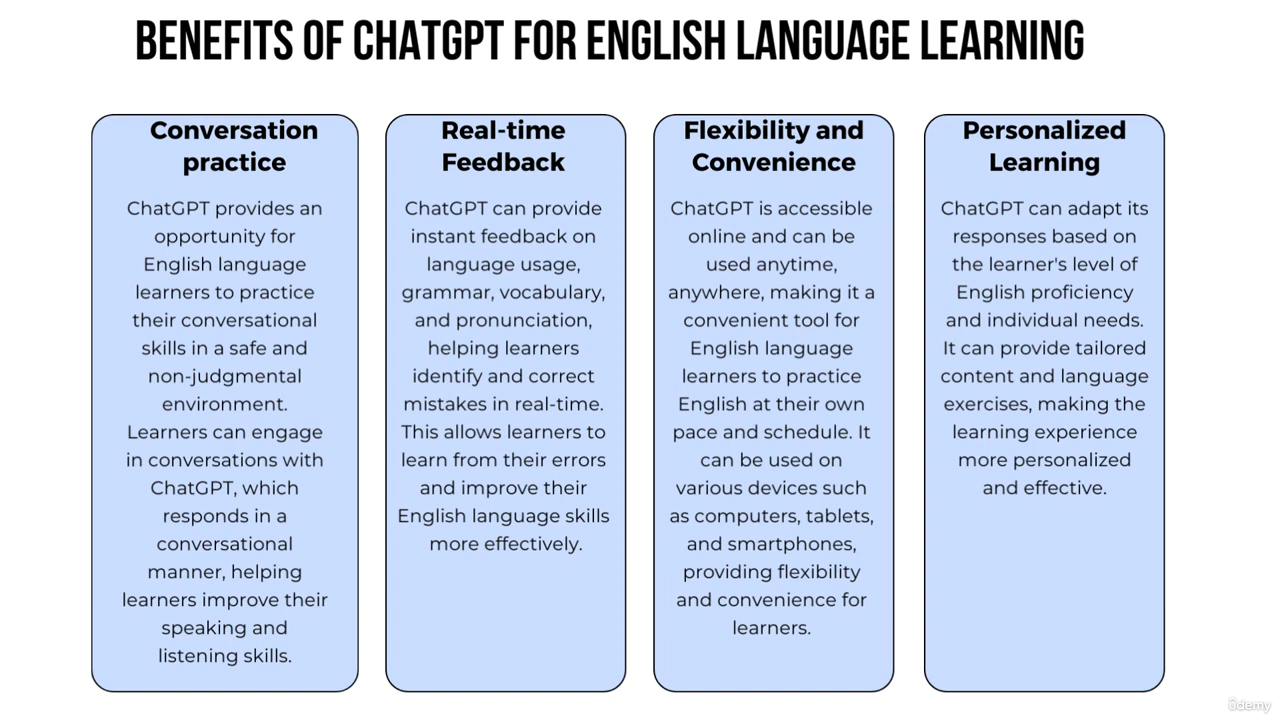 BENEFITS OF CHATGPT FOR ENGLISH LANGUAGE LEARNING
Conversation
practice
ChatGPT provides an
opportunity for
English language
learners to practice
their conversational
skills in a safe and
non-judgmental
environment.
Learners can engage
in conversations with
ChatGPT, which
responds in a
conversational
manner, helping
learners improve their
speaking and
listening skills.
Real-time
Feedback
ChatGPT can provide
instant feedback on
language usage,
grammar, vocabulary,
and pronunciation,
helping learners
identify and correct
mistakes in real-time.
This allows learners to
learn from their errors
and improve their
English language skills
more effectively.
Flexibility and
Convenience
ChatGPT is accessible
online and can be
used anytime,
anywhere, making it a
convenient tool for
English language
learners to practice
English at their own
pace and schedule. It
can be used on
various devices such
as computers, tablets,
and smartphones,
providing flexibility
and convenience for
learners.
Personalized
Learning
ChatGPT can adapt its
responses based on
the learner's level of
English proficiency
and individual needs.
It can provide tailored
content and language
exercises, making the
learning experience
more personalized
and effective.
ûdemy